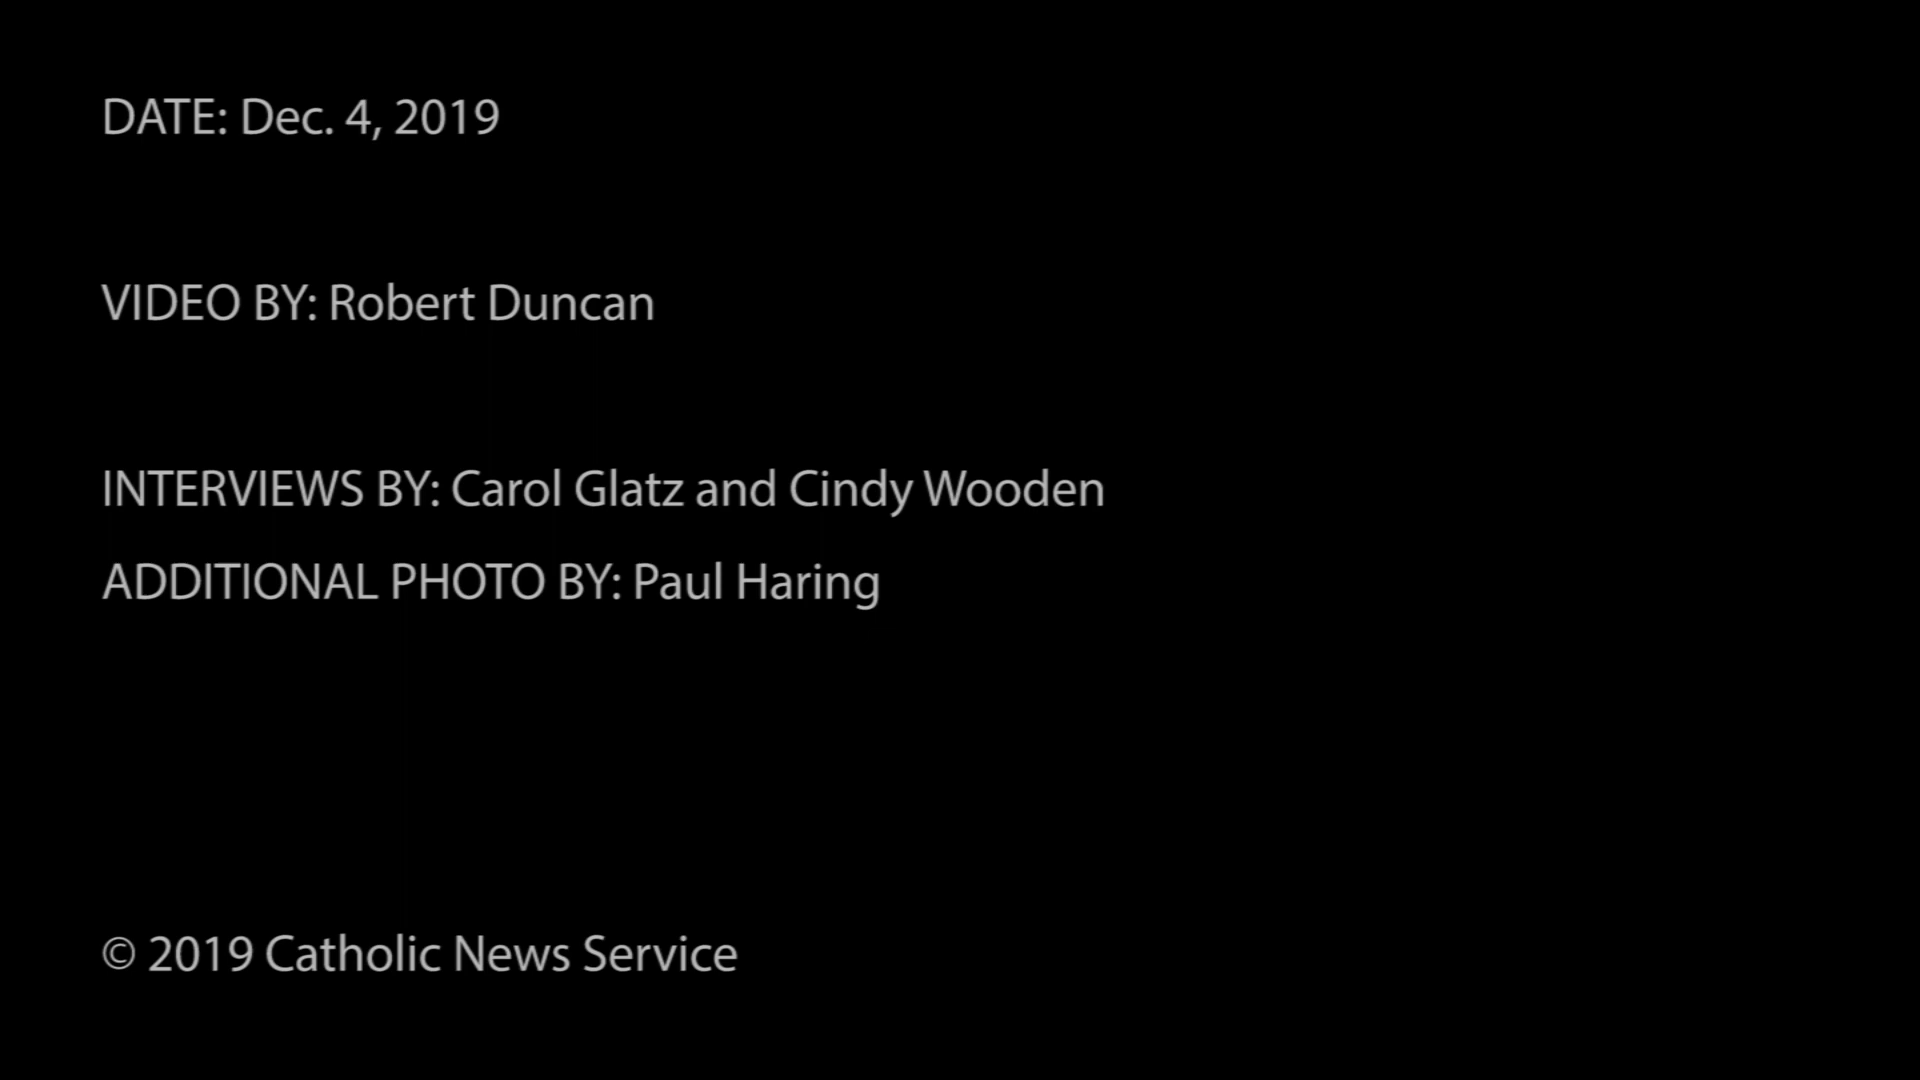 DATE: Dec. 4, 2019
VIDEO BY: Robert Duncan
INTERVIEWS BY: Carol Glatz and Cindy Wooden
ADDITIONAL PHOTO BY: Paul Haring
© 2019 Catholic News Service